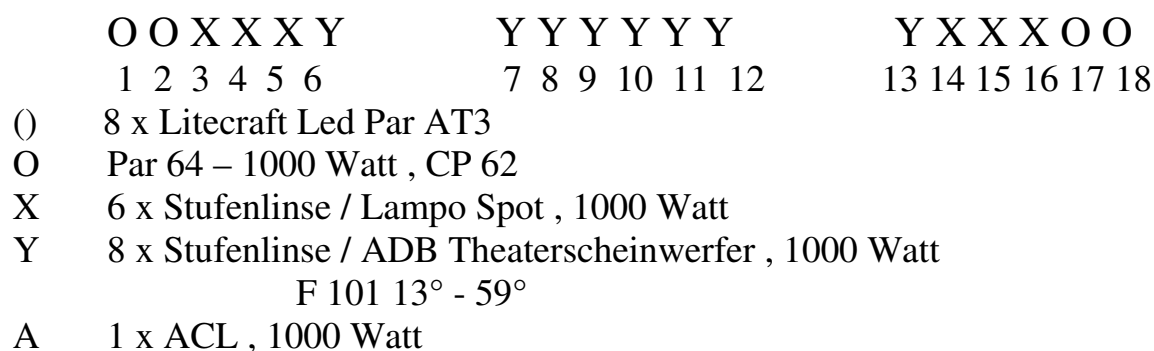 O O X X X Y Y Y Y Y Y Y Y X X X O O
1 2 3 4 5 6 7 8 9 10 11 12 13 14 15 16 17 18
() 8 x Litecraft Led Par AT3
O Par 64 – 1000 Watt , CP 62
X 6 x Stufenlinse / Lampo Spot , 1000 Watt
Y 8 x Stufenlinse / ADB Theaterscheinwerfer , 1000 Watt
F 101 13° - 59°
A 1 x ACL , 1000 Watt